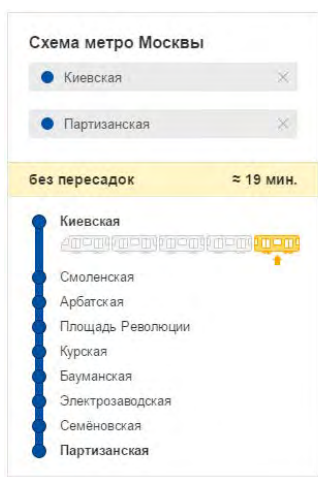 Схема метро Москвы
Киевская
Партизанская
без пересадок ≈ 19 мин.
Киевская
Смоленская
Арбатская
Площадь Революции
Курская
Бауманская
Электрозаводская
Семёновская
Партизанская